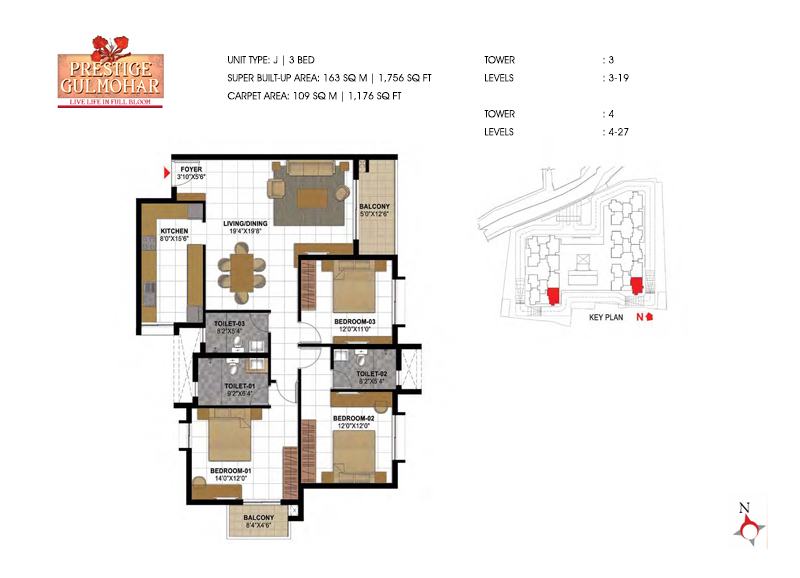 PRESTIGE
GULMOHAR
LIVE LIFE IN FULL BLOOM
UNIT TYPE: J | 3 BED
SUPER BUILT-UP AREA: 163 SQ M | 1,756 SQ FT
CARPET AREA: 109 SQ M | 1,176 SQ FT
TOWER : 3
LEVELS : 3-19
TOWER : 4
LEVELS : 4-27
FOYER
3'10"X5'6"
BALCONY
5'0"X12'6"
LIVING/DINING
19'4"X19'8"
KITCHEN
8'0"X15'6"
TOILET-03
8'2"X5'4"
BEDROOM-03
12'0"X11'0"
TOILET-01
9'2"X6'4"
TOILET-02
8'2"X5'4"
BEDROOM-02
12'0"X12'0"
BEDROOM-01
14'0"X12'0"
BALCONY
8'4"X4'6"
KEY PLAN N
N